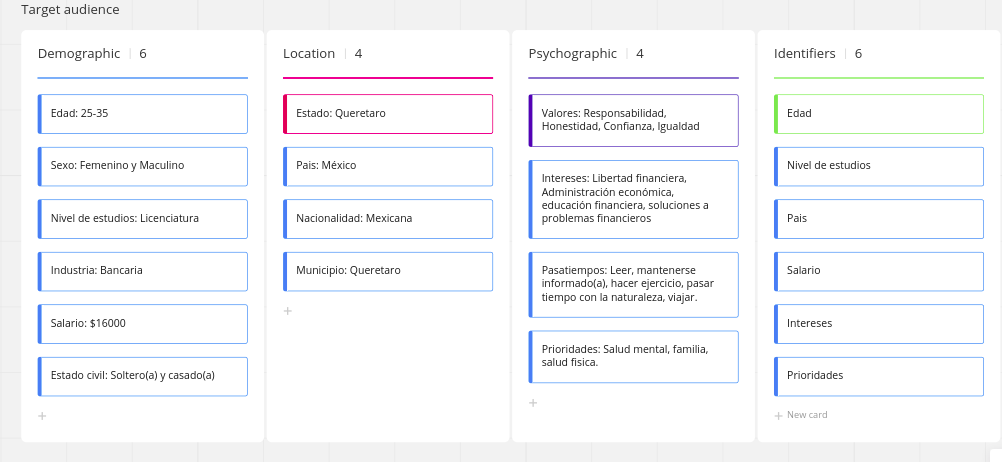 Target audience
Demographic | 6
Edad: 25-35
Sexo: Femenino y Maculino
Nivel de estudios: Licenciatura
Industria: Bancaria
Salario: $16000
Estado civil: Soltero(a) y casado(a)
+
Location | 4
Estado: Queretaro
Pais: México
Nacionalidad: Mexicana
Municipio: Queretaro
+
Psychographic | 4
Valores: Responsabilidad,
Honestidad, Confianza, Igualdad
Intereses: Libertad financiera,
Administración económica,
educación financiera, soluciones a
problemas financieros
Pasatiempos: Leer, mantenerse
informado(a), hacer ejercicio, pasar
tiempo con la naturaleza, viajar.
Prioridades: Salud mental, familia,
salud fisica.
+
Identifiers | 6
Edad
Nivel de estudios
Pais
Salario
Intereses
Prioridades
+ New card